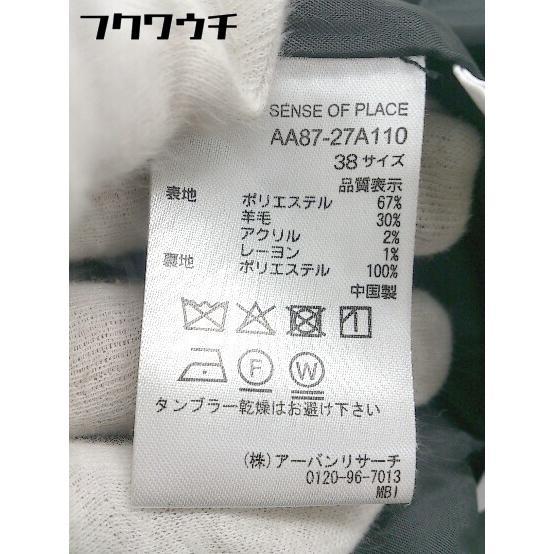 フクワウチ
SENSE OF PLACE
AA87-27A110
38サイズ
品質表示
表地 ポリエステル 67%
羊毛 30%
アクリル 2%
レーヨン 1%
裏地 ポリエステル 100%
中国製
F W
タンブラー乾燥はお避け下さい
(株)アーバンリサーチ
0120-96-7013
MBI